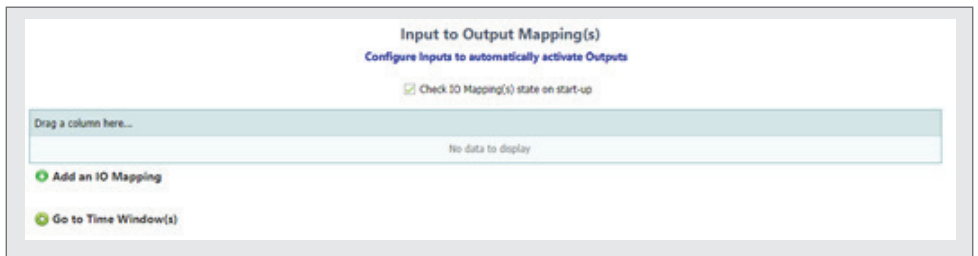 Input to Output Mapping(s)
Configure Inputs to automatically activate Outputs
Check IO Mapping(s) state on start-up
Drag a column here...
No data to display
Add an IO Mapping
Go to Time Window(s)